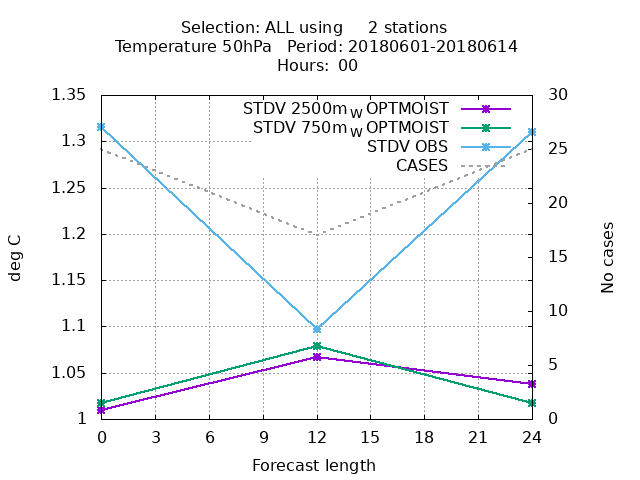 Selection: ALL using     2 stations
Temperature 50hPa   Period: 20180601-20180614
Hours:  00
1.35
1.3
1.25
1.2
1.15
1.1
1.05
1
deg C
STDV 2500m_W OPTMOIST
STDV 750m_W OPTMOIST
STDV OBS
CASES
30
25
20
15
10
5
0
No cases
0 3 6 9 12 15 18 21 24
Forecast length